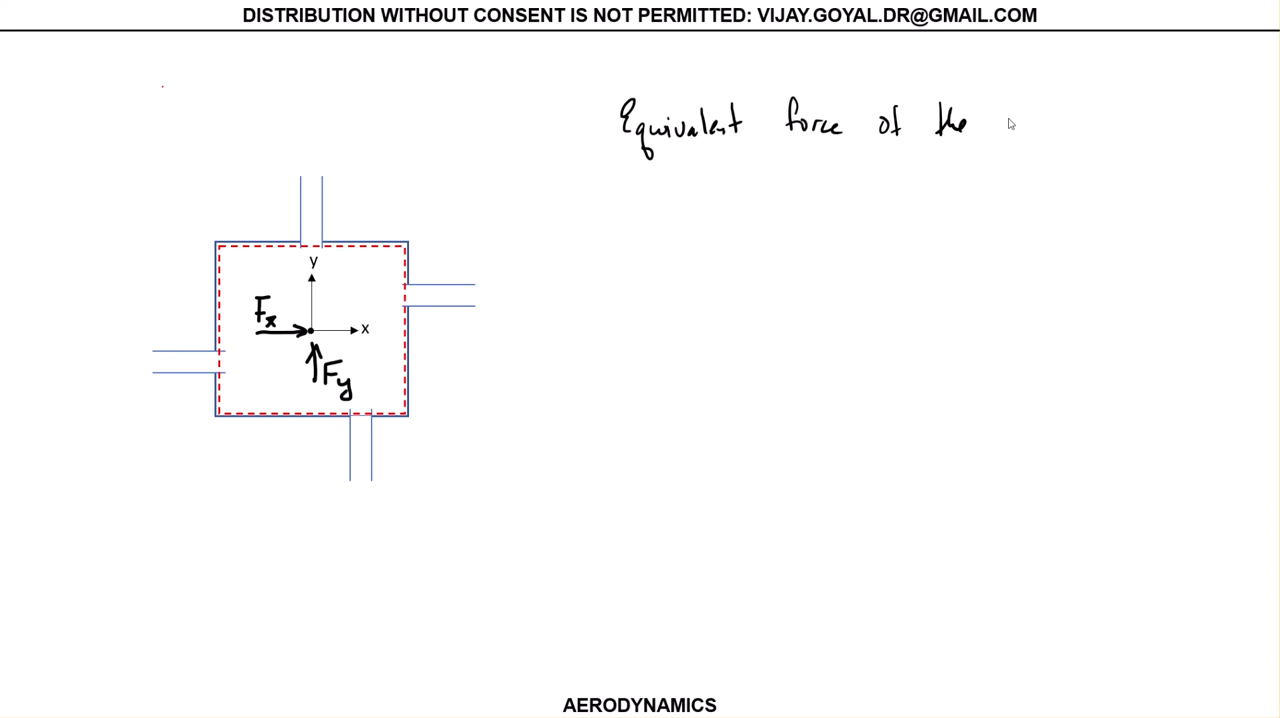 DISTRIBUTION WITHOUT CONSENT IS NOT PERMITTED: VIJAY.GOYAL.DR@GMAIL.COM
Equivalent force of the
y
Fx
x
Fy
AERODYNAMICS